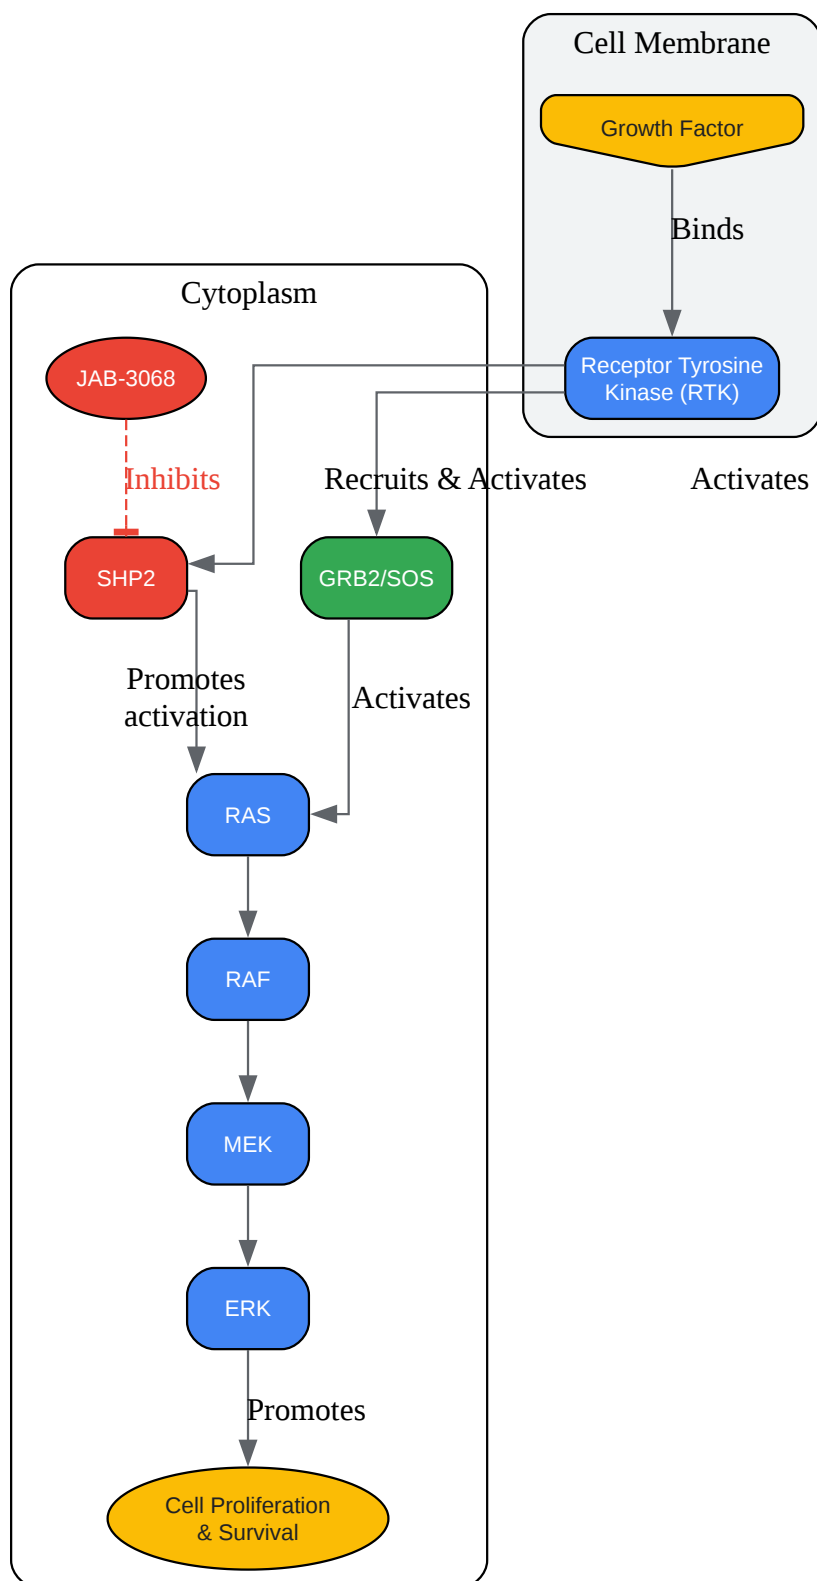 Cell Membrane
Growth Factor
Binds
Cytoplasm
JAB-3068
Receptor Tyrosine
Kinase (RTK)
Inhibits
Recruits & Activates
Activates
SHP2
GRB2/SOS
Promotes
activation
Activates
RAS
RAF
MEK
ERK
Promotes
Cell Proliferation
& Survival